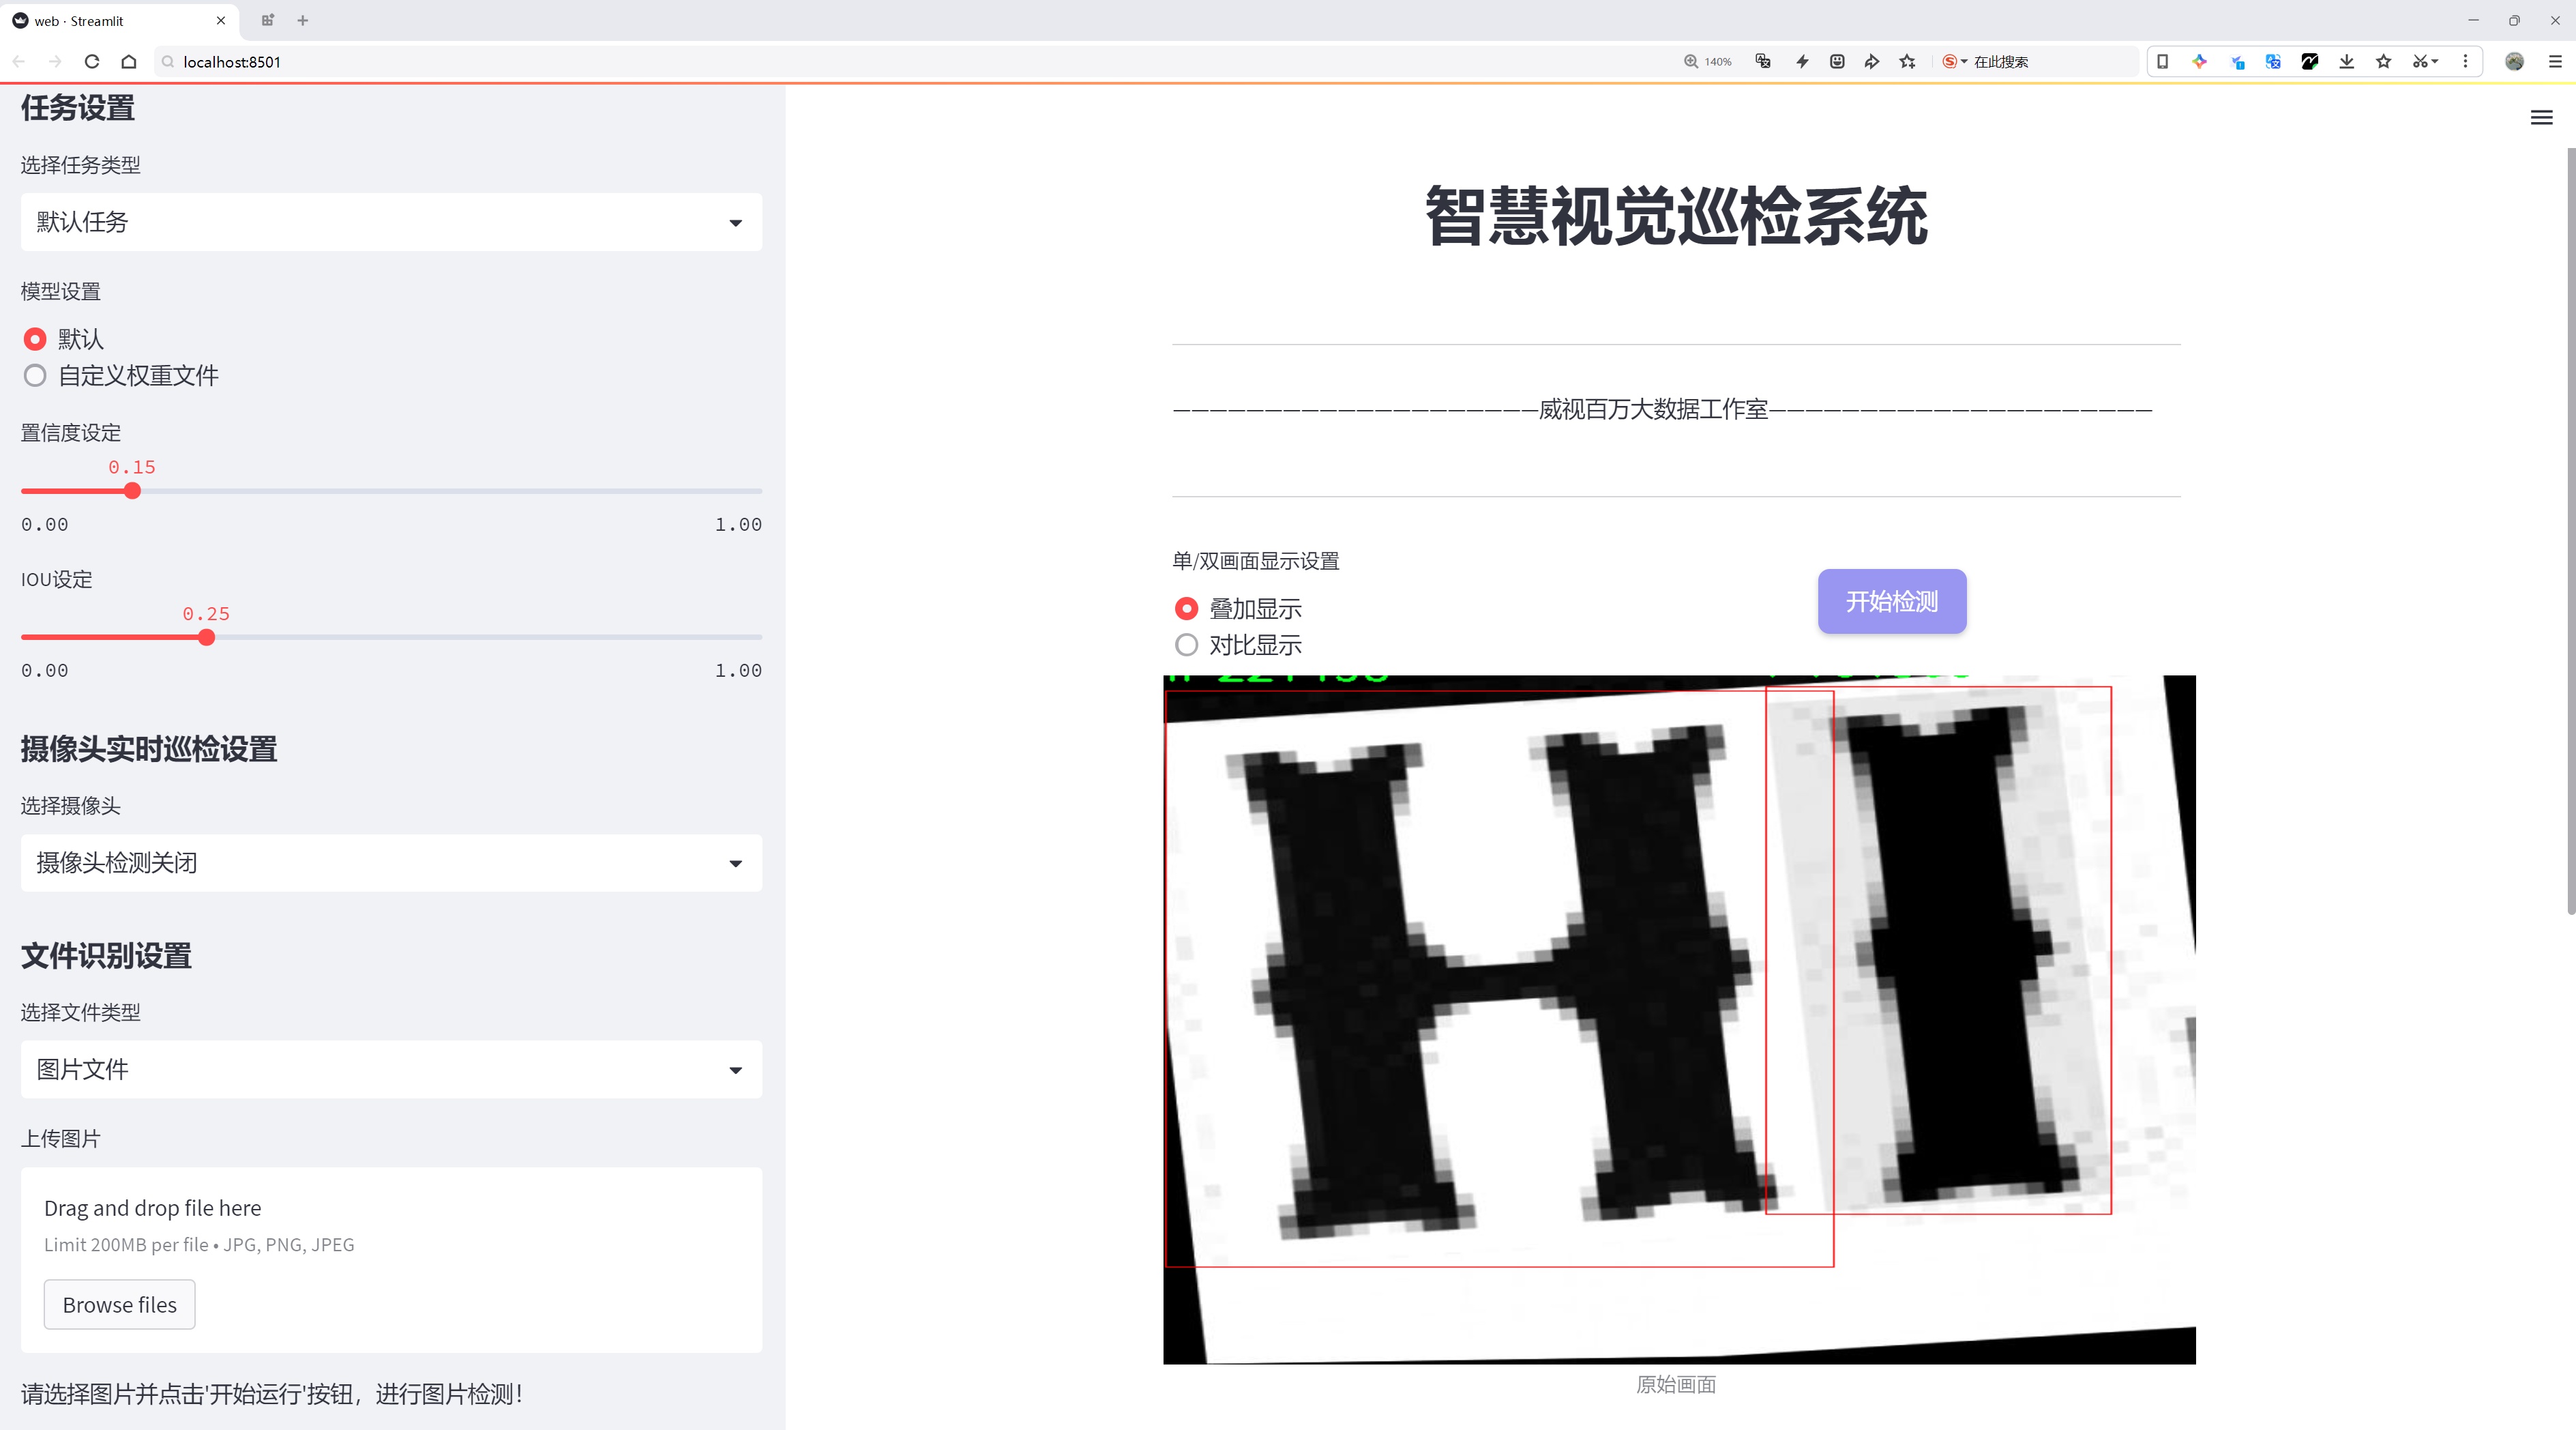 web · Streamlit
localhost:8501
140%
在此搜索
任务设置
选择任务类型
默认任务
模型设置
默认
自定义权重文件
置信度设定
0.15
0.00 1.00
IOU设定
0.25
0.00 1.00
摄像头实时巡检设置
选择摄像头
摄像头检测关闭
文件识别设置
选择文件类型
图片文件
上传图片
Drag and drop file here
Limit 200MB per file • JPG, PNG, JPEG
Browse files
请选择图片并点击'开始运行'按钮，进行图片检测！
智慧视觉巡检系统
————————————————————威视百万大数据工作室—————————————————————
单/双画面显示设置
叠加显示
对比显示
开始检测
HI
原始画面